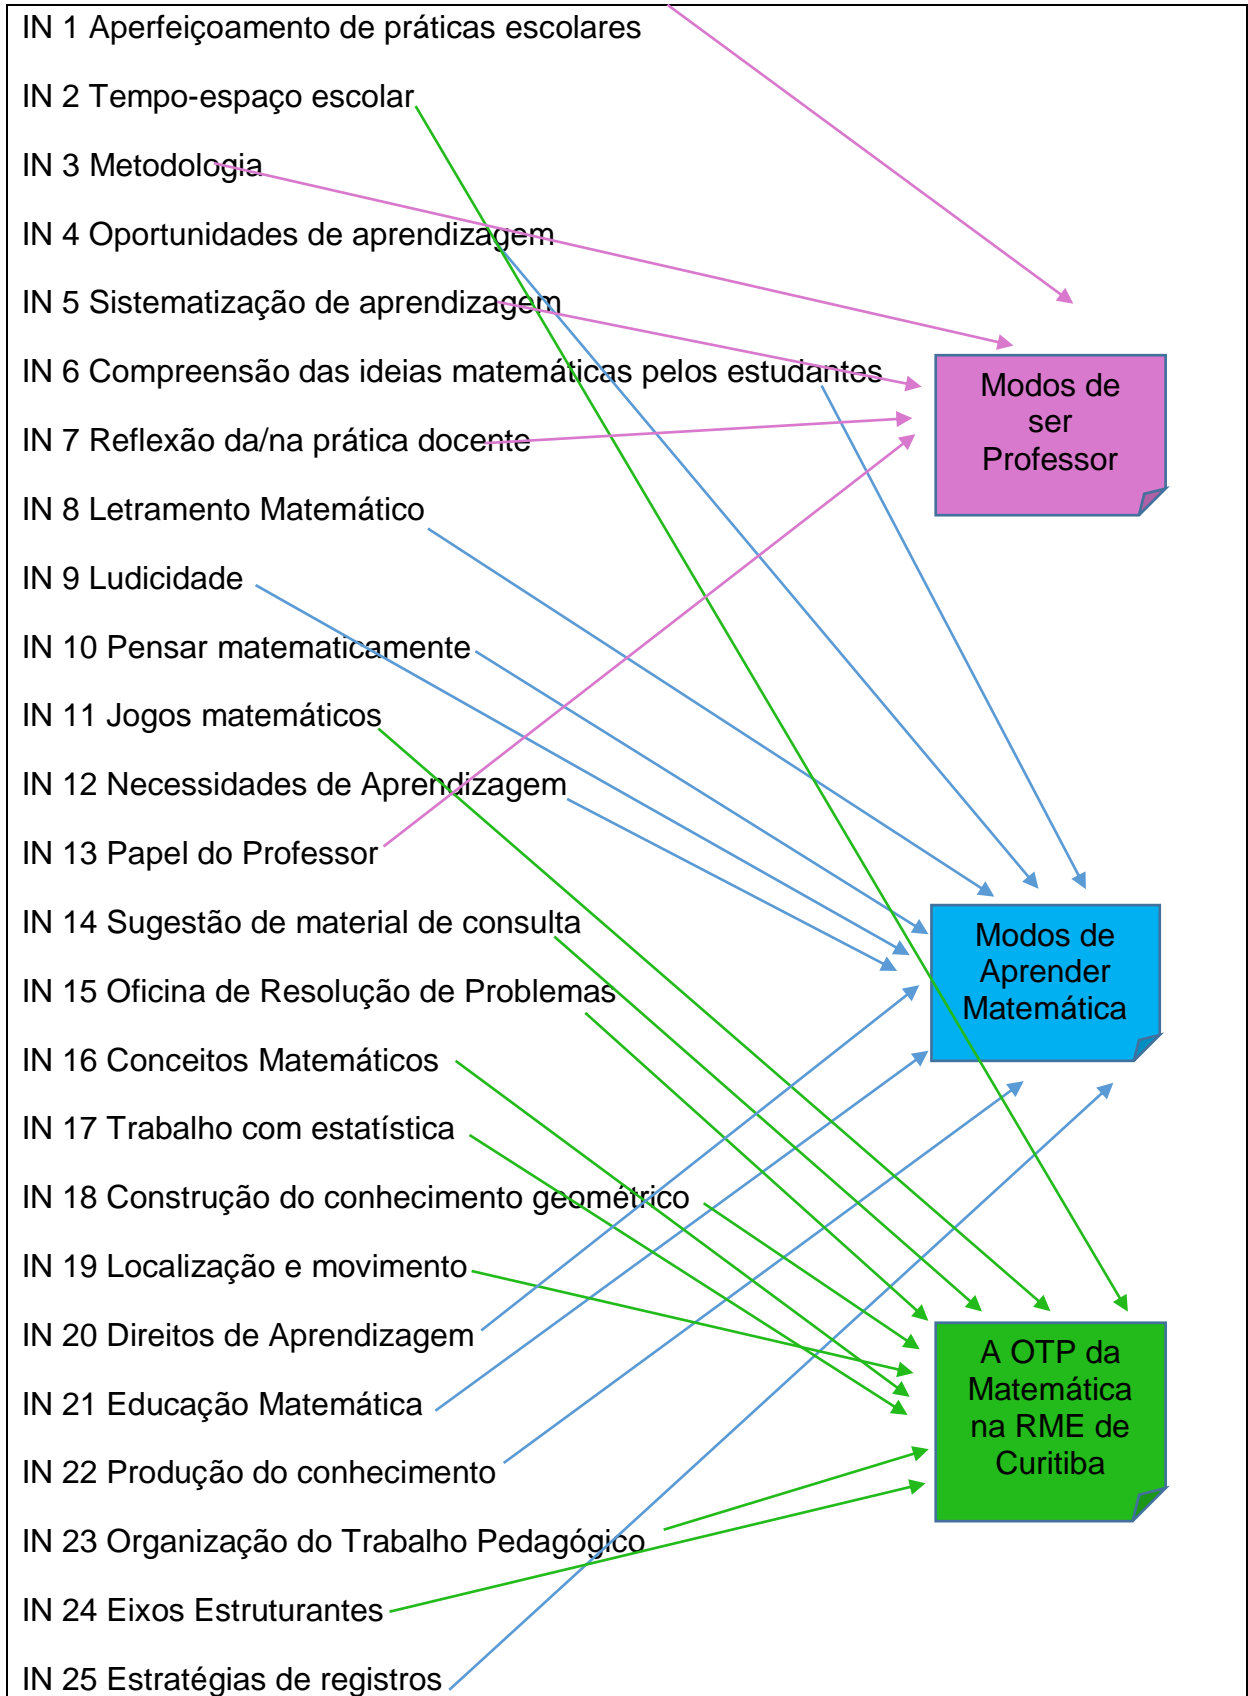 IN 1 Aperfeiçoamento de práticas escolares
IN 2 Tempo-espaço escolar
IN 3 Metodologia
IN 4 Oportunidades de aprendizagem
IN 5 Sistematização de aprendizagem
IN 6 Compreensão das ideias matemáticas pelos estudantes
IN 7 Reflexão da/na prática docente
IN 8 Letramento Matemático
IN 9 Ludicidade
IN 10 Pensar matematicamente
IN 11 Jogos matemáticos
IN 12 Necessidades de Aprendizagem
IN 13 Papel do Professor
IN 14 Sugestão de material de consulta
IN 15 Oficina de Resolução de Problemas
IN 16 Conceitos Matemáticos
IN 17 Trabalho com estatística
IN 18 Construção do conhecimento geométrico
IN 19 Localização e movimento
IN 20 Direitos de Aprendizagem
IN 21 Educação Matemática
IN 22 Produção do conhecimento
IN 23 Organização do Trabalho Pedagógico
IN 24 Eixos Estruturantes
IN 25 Estratégias de registros
Modos de
ser
Professor
Modos de
Aprender
Matemática
A OTP da
Matemática
na RME de
Curitiba